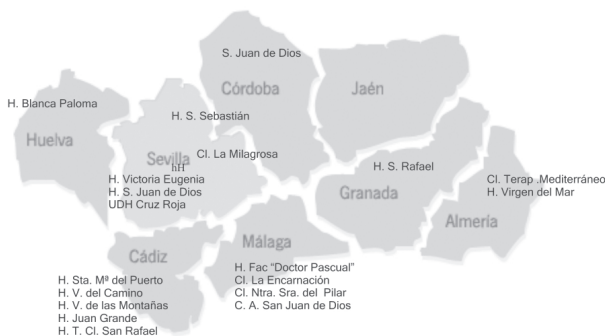 S. Juan de Dios
Córdoba
Jaén
H. Blanca Paloma
Huelva
H. S. Sebastián
Sevilla
hH
Cl. La Milagrosa
H. Victoria Eugenia
H. S. Juan de Dios
UDH Cruz Roja
H. S. Rafael
Granada
Cl. Terap .Mediterráneo
H. Virgen del Mar
Almería
Cádiz
H. Sta. Mª del Puerto
H. V. del Camino
H. V. de las Montañas
H. Juan Grande
H. T. Cl. San Rafael
Málaga
H. Fac “Doctor Pascual”
Cl. La Encarnación
Cl. Ntra. Sra. del Pilar
C. A. San Juan de Dios